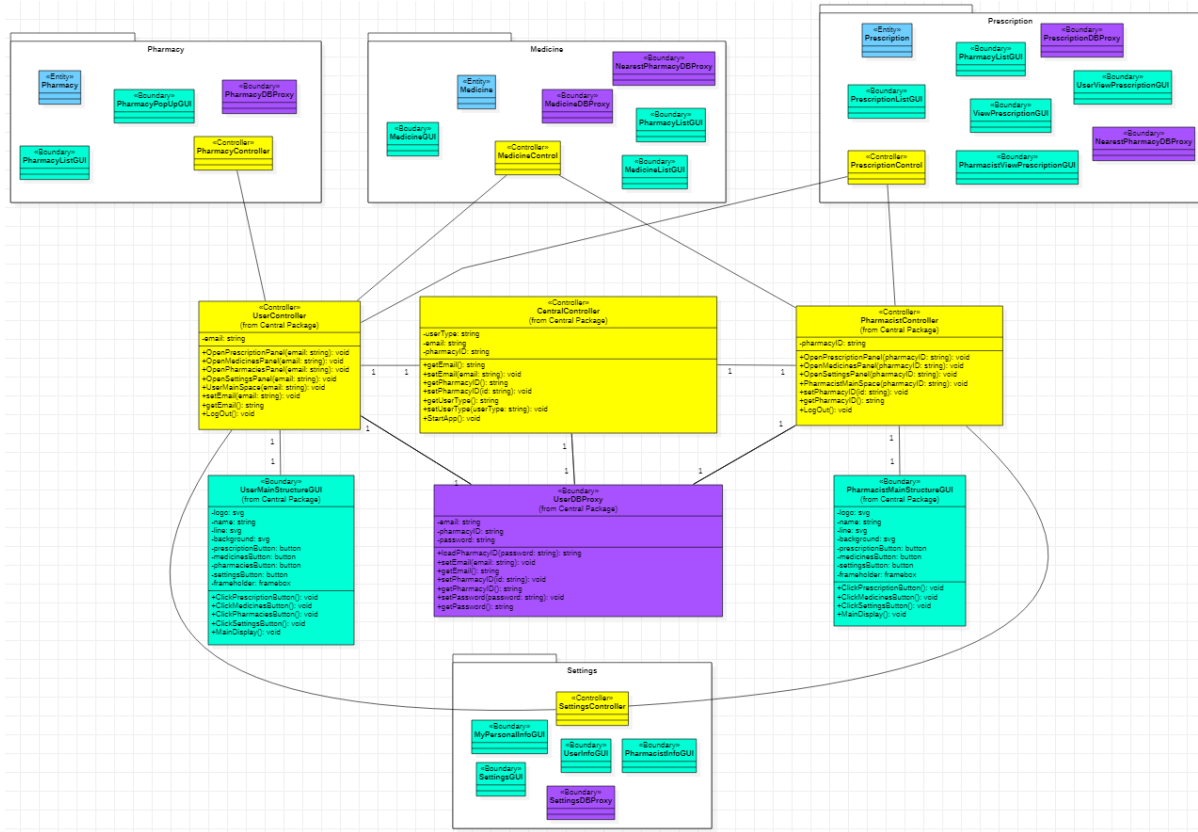 Pharmacy
«Entity»
Pharmacy
«Boundary»
PharmacyPopUpGUI
«Boundary»
PharmacyDBProxy
«Controller»
PharmacyController
«Boundary»
PharmacyListGUI
Medicine
«Entity»
Medicine
«Boundary»
NearestPharmacyDBProxy
«Boundary»
MedicineDBProxy
«Boudary»
MedicineGUI
«Boundary»
PharmacyListGUI
«Controller»
MedicineControl
«Boundary»
MedicineListGUI
Prescription
«Entity»
Prescription
«Boundary»
PharmacyListGUI
«Boundary»
PrescriptionDBProxy
«Boundary»
UserViewPrescriptionGUI
«Boundary»
PrescriptionListGUI
«Boundary»
ViewPrescriptionGUI
«Boundary»
NearestPharmacyDBProxy
«Controller»
PrescriptionControl
«Boundary»
PharmacistViewPrescriptionGUI
«Controller»
UserController
(from Central Package)
-email: string
+OpenPrescriptionPanel(email: string): void
+OpenMedicinesPanel(email: string): void
+OpenPharmaciesPanel(email: string): void
+OpenSettingsPanel(email: string): void
+UserMainSpace(email: string): void
+setEmail(email: string): void
+getEmail(): string
+LogOut(): void
«Controller»
CentralController
(from Central Package)
-userType: string
-email: string
-pharmacyID: string
+getEmail(): string
+setEmail(email: string): void
+getPharmacyID(): string
+setPharmacyID(id: string): void
+getUserType(): string
+setUserType(userType: string): void
+StartApp(): void
«Controller»
PharmacistController
(from Central Package)
-pharmacyID: string
+OpenPrescriptionPanel(pharmacyID: string): void
+OpenMedicinesPanel(pharmacyID: string): void
+OpenSettingsPanel(pharmacyID: string): void
+PharmacistMainSpace(pharmacyID: string): void
+setPharmacyID(id: string): void
+getPharmacyID(): string
+LogOut(): void
1
1
1
1
1
1
1
1
1
1
1
1
1
1
«Boundary»
UserMainStructureGUI
(from Central Package)
-logo: svg
-name: string
-line: svg
-background: svg
-prescriptionButton: button
-medicinesButton: button
-pharmaciesButton: button
-settingsButton: button
-frameholder: framebox
+ClickPrescriptionButton(): void
+ClickMedicinesButton(): void
+ClickPharmaciesButton(): void
+ClickSettingsButton(): void
+MainDisplay(): void
«Boundary»
UserDBProxy
(from Central Package)
-email: string
-pharmacyID: string
-password: string
+loadPharmacyID(password: string): string
+setEmail(email: string): void
+getEmail(): string
+setPharmacyID(id: string): void
+getPharmacyID(): string
+setPassword(password: string): void
+getPassword(): string
«Boundary»
PharmacistMainStructureGUI
(from Central Package)
-logo: svg
-name: string
-line: svg
-background: svg
-prescriptionButton: button
-medicinesButton: button
-settingsButton: button
-frameholder: framebox
+ClickPrescriptionButton(): void
+ClickMedicinesButton(): void
+ClickSettingsButton(): void
+MainDisplay(): void
Settings
«Controller»
SettingsController
«Boundary»
MyPersonalInfoGUI
«Boundary»
UserInfoGUI
«Boundary»
PharmacistInfoGUI
«Boundary»
SettingsGUI
«Boundary»
SettingsDBProxy